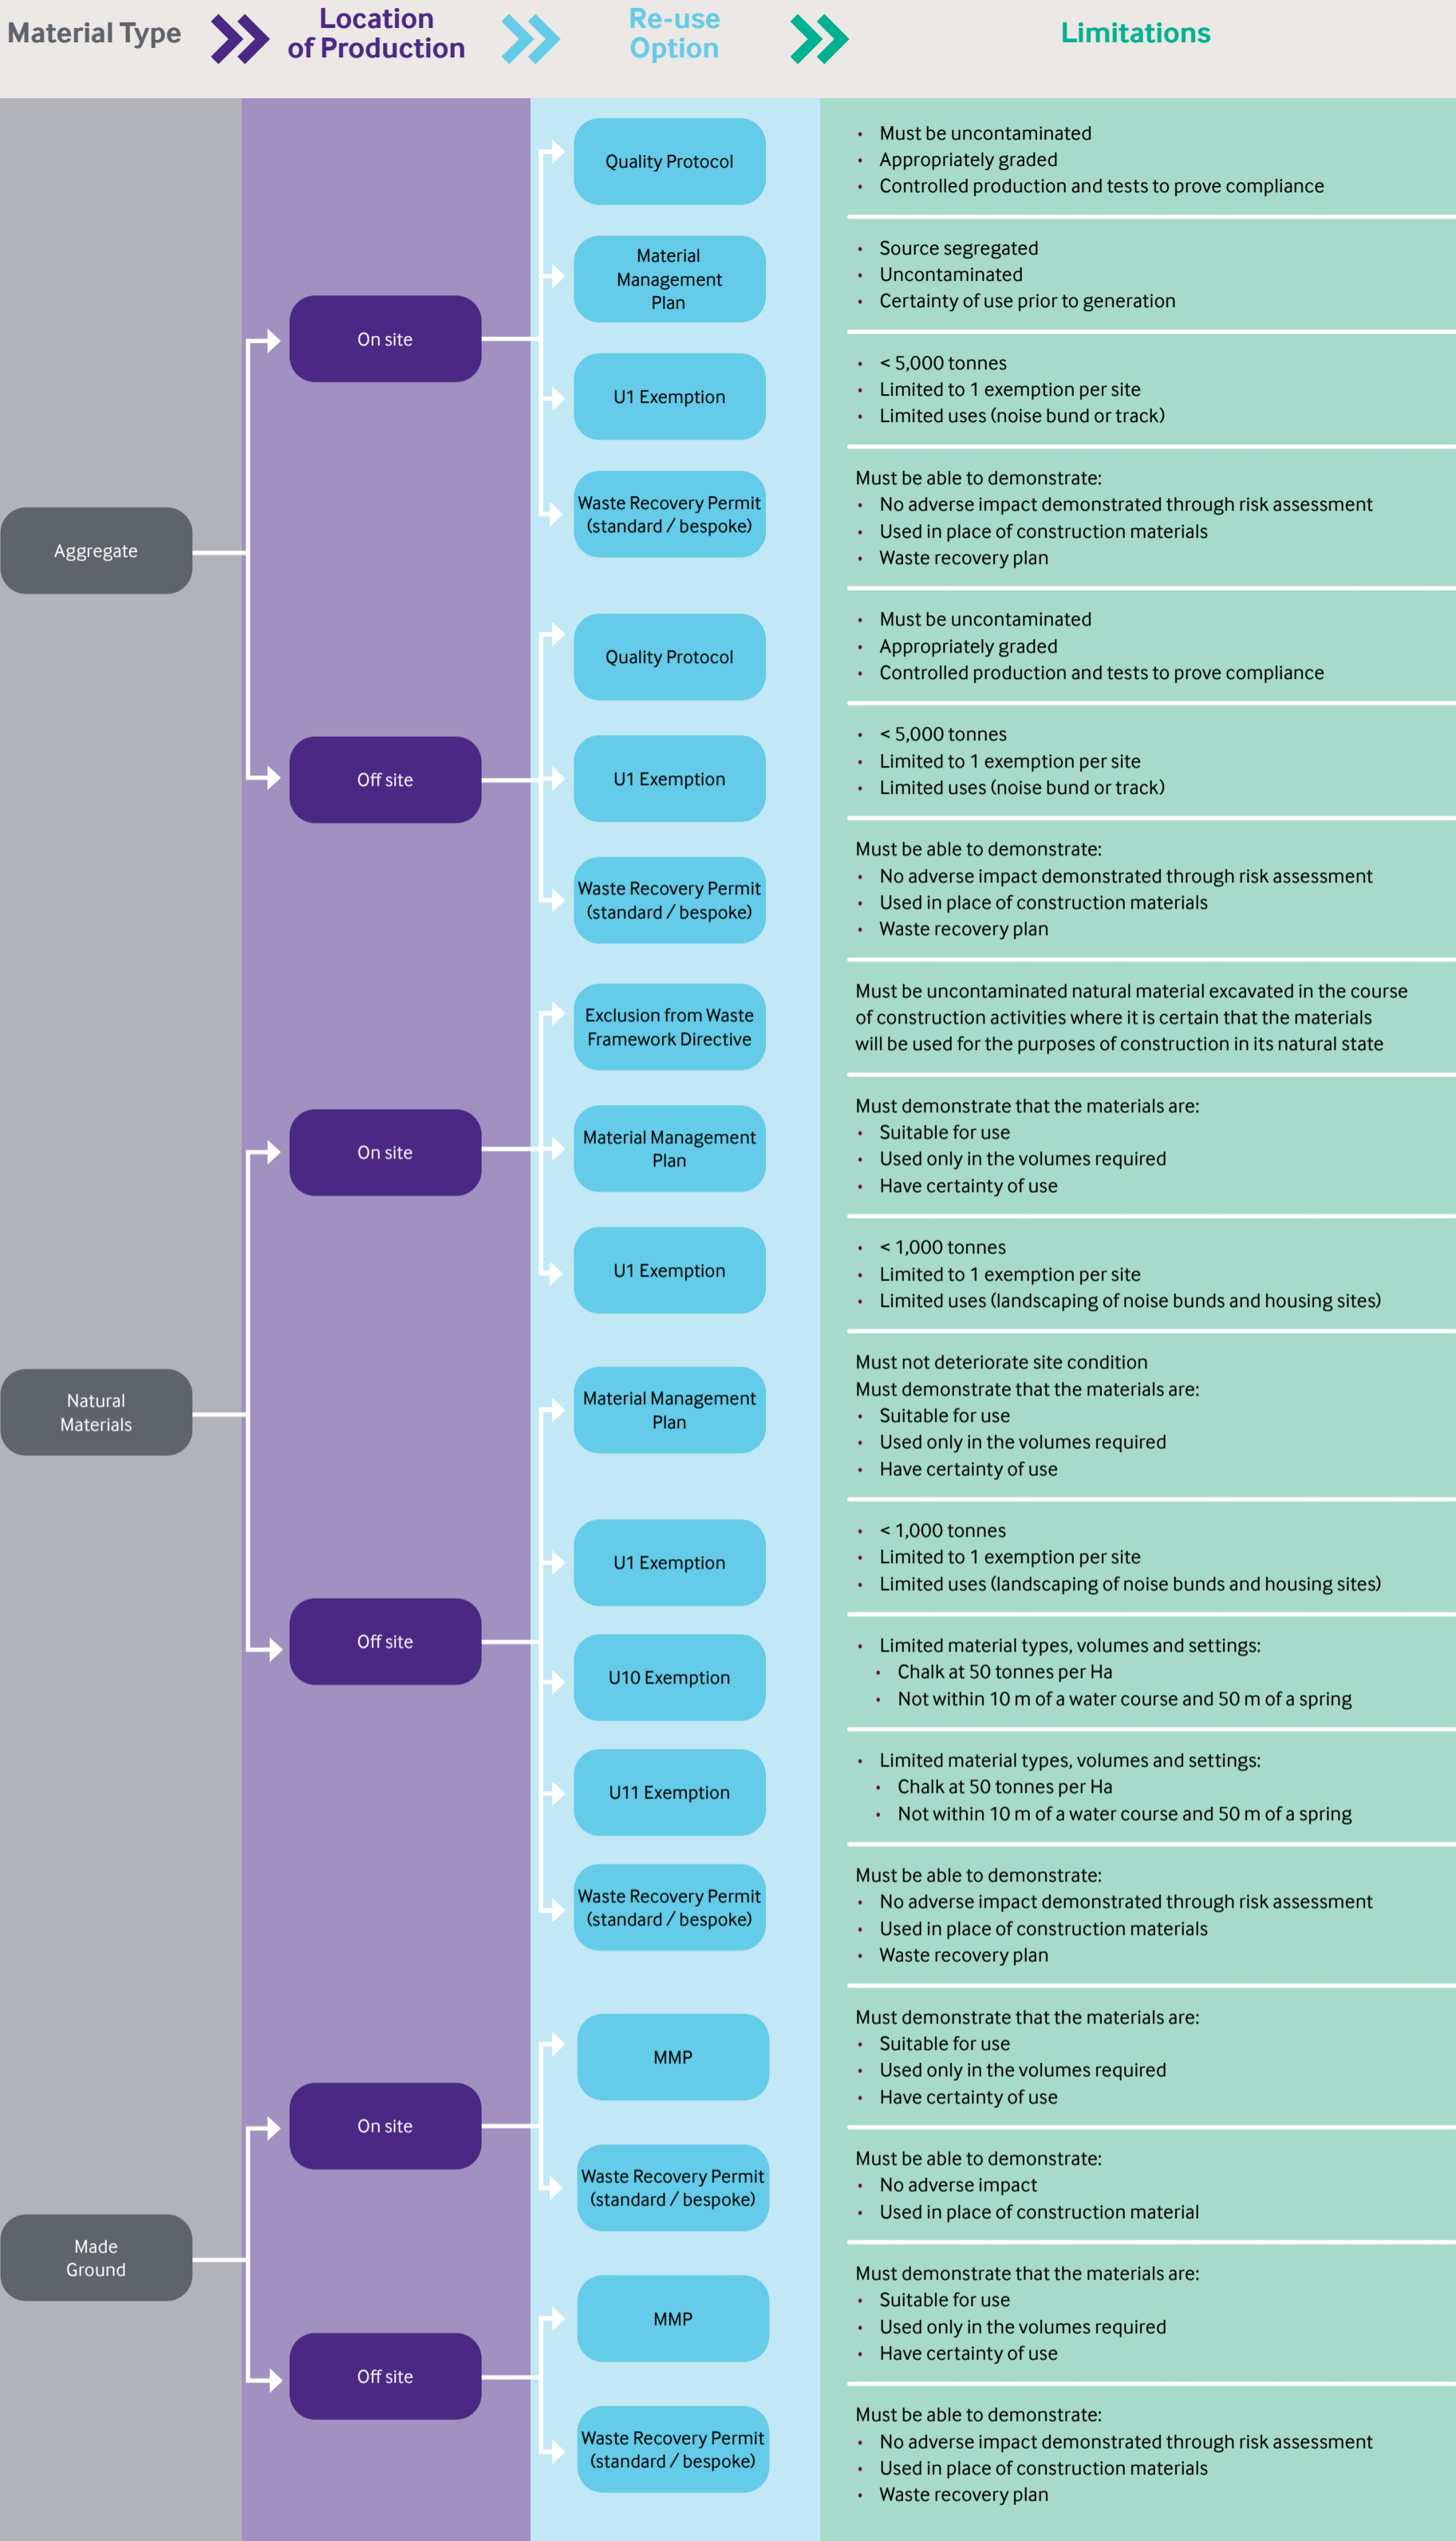 Material Type
Location
of Production
Re-use
Option
Limitations
Aggregate
On site
Quality Protocol
• Must be uncontaminated
• Appropriately graded
• Controlled production and tests to prove compliance
Material
Management
Plan
• Source segregated
• Uncontaminated
• Certainty of use prior to generation
U1 Exemption
• < 5,000 tonnes
• Limited to 1 exemption per site
• Limited uses (noise bund or track)
Waste Recovery Permit
(standard / bespoke)
Must be able to demonstrate:
• No adverse impact demonstrated through risk assessment
• Used in place of construction materials
• Waste recovery plan
Off site
Quality Protocol
• Must be uncontaminated
• Appropriately graded
• Controlled production and tests to prove compliance
U1 Exemption
• < 5,000 tonnes
• Limited to 1 exemption per site
• Limited uses (noise bund or track)
Waste Recovery Permit
(standard / bespoke)
Must be able to demonstrate:
• No adverse impact demonstrated through risk assessment
• Used in place of construction materials
• Waste recovery plan
Natural
Materials
On site
Exclusion from Waste
Framework Directive
Must be uncontaminated natural material excavated in the course
of construction activities where it is certain that the materials
will be used for the purposes of construction in its natural state
Material Management
Plan
Must demonstrate that the materials are:
• Suitable for use
• Used only in the volumes required
• Have certainty of use
U1 Exemption
• < 1,000 tonnes
• Limited to 1 exemption per site
• Limited uses (landscaping of noise bunds and housing sites)
Off site
Material Management
Plan
Must not deteriorate site condition
Must demonstrate that the materials are:
• Suitable for use
• Used only in the volumes required
• Have certainty of use
U1 Exemption
• < 1,000 tonnes
• Limited to 1 exemption per site
• Limited uses (landscaping of noise bunds and housing sites)
U10 Exemption
• Limited material types, volumes and settings:
• Chalk at 50 tonnes per Ha
• Not within 10 m of a water course and 50 m of a spring
U11 Exemption
• Limited material types, volumes and settings:
• Chalk at 50 tonnes per Ha
• Not within 10 m of a water course and 50 m of a spring
Waste Recovery Permit
(standard / bespoke)
Must be able to demonstrate:
• No adverse impact demonstrated through risk assessment
• Used in place of construction materials
• Waste recovery plan
Made
Ground
On site
MMP
Must demonstrate that the materials are:
• Suitable for use
• Used only in the volumes required
• Have certainty of use
Waste Recovery Permit
(standard / bespoke)
Must be able to demonstrate:
• No adverse impact
• Used in place of construction material
Off site
MMP
Must demonstrate that the materials are:
• Suitable for use
• Used only in the volumes required
• Have certainty of use
Waste Recovery Permit
(standard / bespoke)
Must be able to demonstrate:
• No adverse impact demonstrated through risk assessment
• Used in place of construction materials
• Waste recovery plan